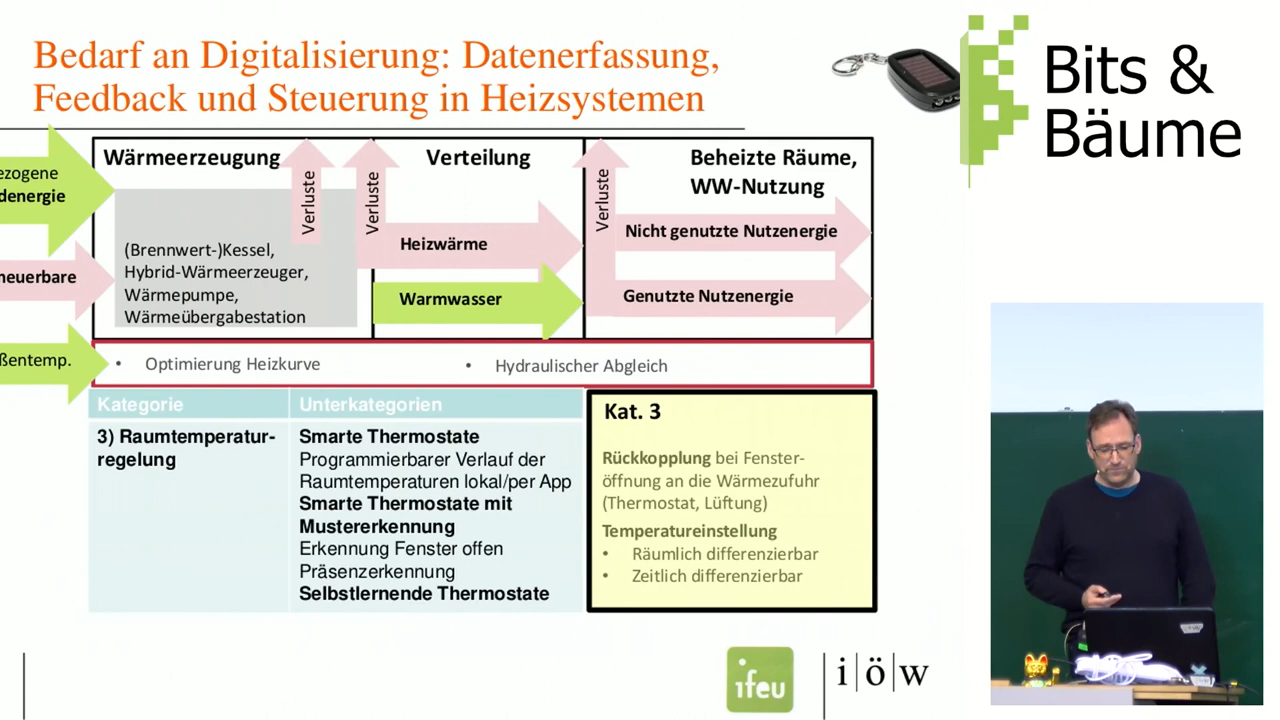 Bedarf an Digitalisierung: Datenerfassung,
Feedback und Steuerung in Heizsystemen
Bits &
Bäume
ezogene
denergie
neuerbare
ßentemp.
Wärmeerzeugung
Verluste
(Brennwert-)Kessel,
Hybrid-Wärmeerzeuger,
Wärmepumpe,
Wärmeübergabestation
Verluste
Verteilung
Heizwärme
Warmwasser
Verluste
Beheizte Räume,
WW-Nutzung
Nicht genutzte Nutzenergie
Genutzte Nutzenergie
• Optimierung Heizkurve
• Hydraulischer Abgleich
Kategorie
Unterkategorien
3) Raumtemperatur-
regelung
Smarte Thermostate
Programmierbarer Verlauf der
Raumtemperaturen lokal/per App
Smarte Thermostate mit
Mustererkennung
Erkennung Fenster offen
Präsenzerkennung
Selbstlernende Thermostate
Kat. 3
Rückkopplung bei Fenster-
öffnung an die Wärmezufuhr
(Thermostat, Lüftung)
Temperatureinstellung
• Räumlich differenzierbar
• Zeitlich differenzierbar
ifeu
i|ö|w